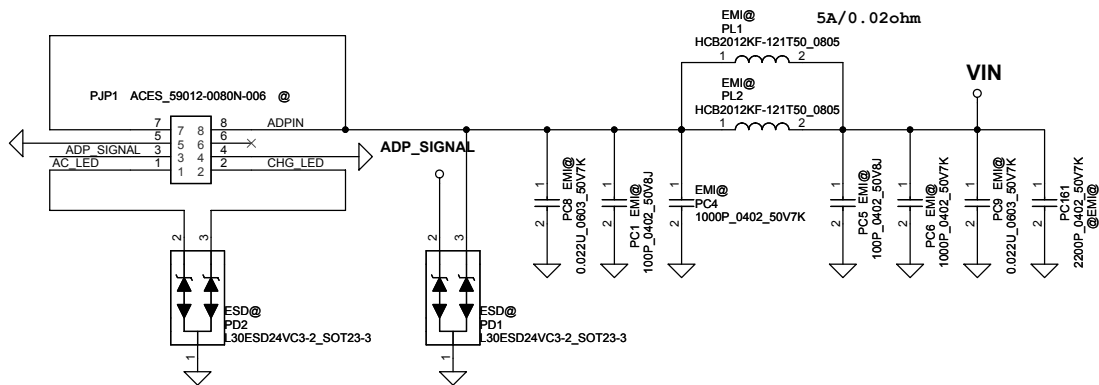 EMI@
PL1
HCB2012KF-121T50_0805
5A/0.02ohm
1 2
EMI@
PL2
HCB2012KF-121T50_0805
1 2
VIN
PJP1 ACES_59012-0080N-006 @
7 7 8 8 ADPIN
5 5 6 6
ADP_SIGNAL 3 3 4 4
AC_LED 1 1 2 2 CHG_LED
ADP_SIGNAL
1 2 PC8 EMI@
0.022U_0603_50V7K
1 2 PC1 EMI@
100P_0402_50V8J
1 2
EMI@
PC4
1000P_0402_50V7K
1 2 PC5 EMI@
100P_0402_50V8J
1 2 PC6 EMI@
1000P_0402_50V7K
1 2 PC9 EMI@
0.022U_0603_50V7K
1 2 PC161
2200P_0402_50V7K
@EMI@
2 3
1
ESD@
PD2
L30ESD24VC3-2_SOT23-3
2 3
1
ESD@
PD1
L30ESD24VC3-2_SOT23-3